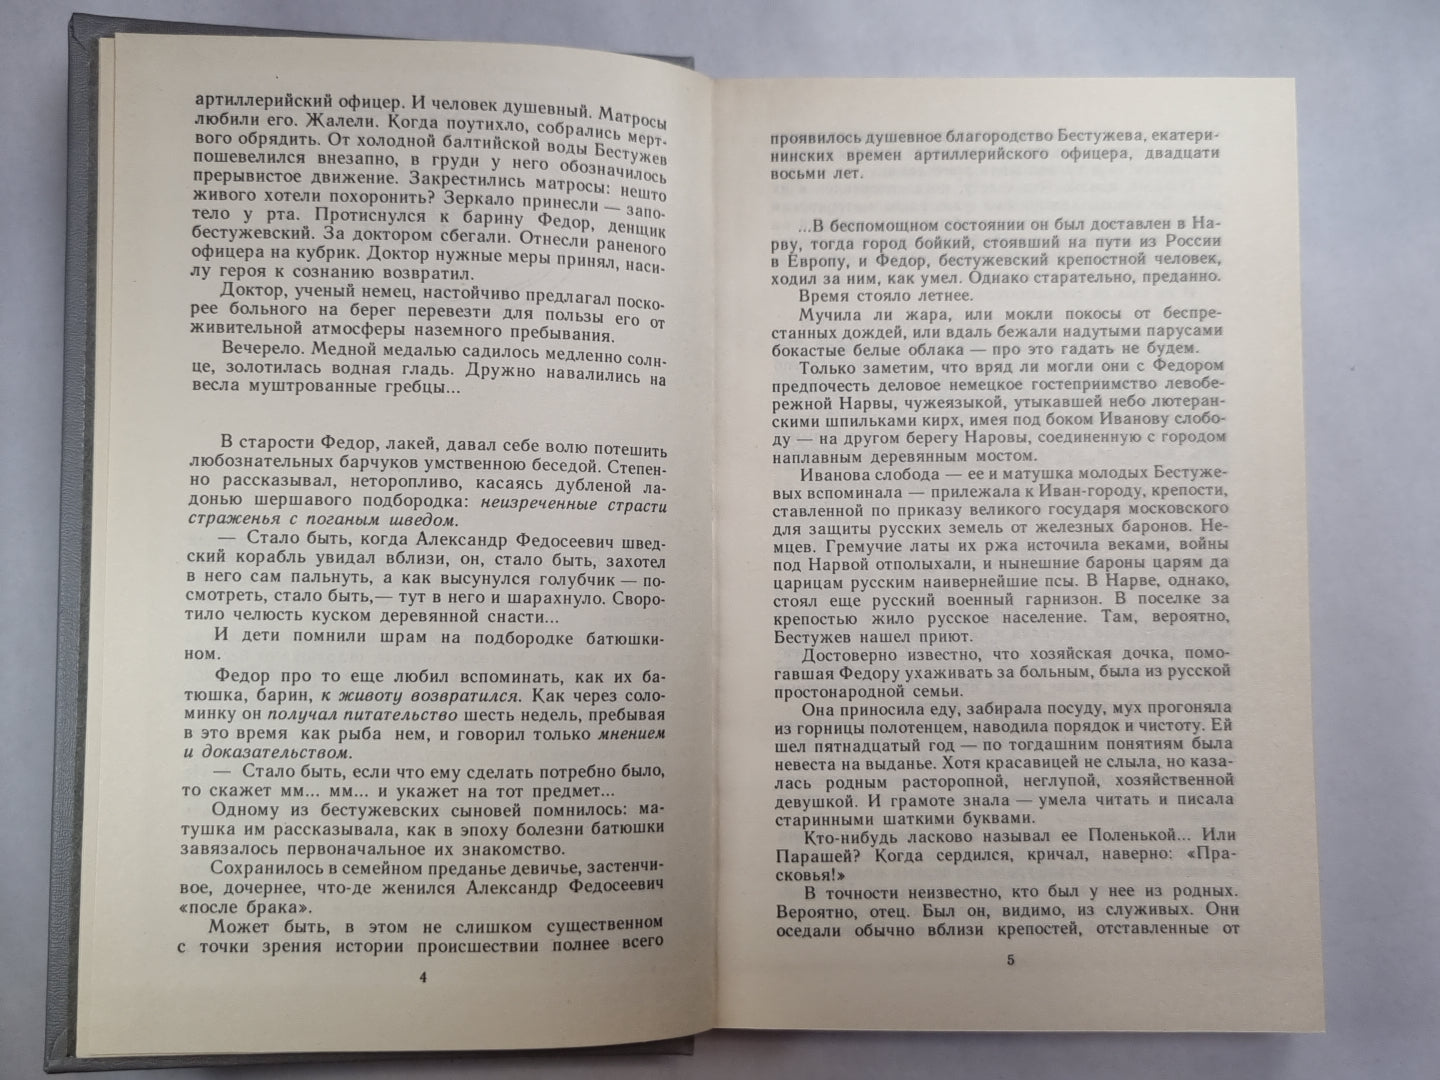 артиллерийский офицер. И человек душевный. Матросы
любили его. Жалели. Когда поутихло, собрались мерт-
вого обрядить. От холодной балтийской воды Бестужев
пошевелился внезапно, в груди у него обозначилось
прерывистое движение. Закрестились матросы: нешто
живого хотели похоронить? Зеркало принесли — запо-
тело у рта. Протиснулся к барину Федор, денщик
бестужевский. За доктором сбегали. Отнесли раненого
офицера на кубрик. Доктор нужные меры принял, наси-
лу героя к сознанию возвратил.
Доктор, ученый немец, настойчиво предлагал поско-
рее больного на берег перевезти для пользы его от
живительной атмосферы наземного пребывания.
Вечерело. Медной медалью садилось медленно солн-
це, золотилась водная гладь. Дружно навалились на
весла муштрованные гребцы...
В старости Федор, лакей, давал себе волю потешить
любознательных барчуков умственною беседой. Степен-
но рассказывал, неторопливо, касаясь дубленой ла-
донью шершавого подбородка: неизреченные страсти
страженья с поганым шведом.
— Стало быть, когда Александр Федосеевич швед-
ский корабль увидал вблизи, он, стало быть, захотел
в него сам пальнуть, а как высунулся голубчик — по-
смотреть, стало быть,— тут в него и шарахнуло. Своро-
тило челюсть куском деревянной снасти...
И дети помнили шрам на подбородке батюшки-
ном.
Федор про то еще любил вспоминать, как их ба-
тюшка, барин, к животу возвратился. Как через соло-
минку он получал питательство шесть недель, пребывая
в это время как рыба нем, и говорил только мнением
и доказательством.
— Стало быть, если что ему сделать потребно было,
то скажет мм... мм... и укажет на тот предмет...
Одному из бестужевских сыновей помнилось: ма-
тушка им рассказывала, как в эпоху болезни батюшки
завязалось первоначальное их знакомство.
Сохранилось в семейном преданье девичье, застенчи-
вое, дочернее, что-де женился Александр Федосеевич
«после брака».
Может быть, в этом не слишком существенном
с точки зрения истории происшествии полнее всего
4
проявилось душевное благородство Бестужева, екатери-
нинских времен артиллерийского офицера, двадцати
восьми лет.
...В беспомощном состоянии он был доставлен в На-
рву, тогда город бойкий, стоявший на пути из России
в Европу, и Федор, бестужевский крепостной человек,
ходил за ним, как умел. Однако старательно, преданно.
Время стояло летнее.
Мучила ли жара, или мокли покосы от беспре-
станных дождей, или вдаль бежали надутыми парусами
бокастые белые облака — про это гадать не будем.
Только заметим, что вряд ли могли они с Федором
предпочесть деловое немецкое гостеприимство левобе-
режной Нарвы, чужеязыкой, утыкавшей небо лютеран-
скими шпильками кирх, имея под боком Иванову слобо-
ду — на другом берегу Наровы, соединенную с городом
наплавным деревянным мостом.
Иванова слобода — ее и матушка молодых Бестуже-
вых вспоминала — прилежала к Иван-городу, крепости,
ставленной по приказу великого государя московского
для защиты русских земель от железных баронов. Не-
мцев. Гремучие латы их ржа источила веками, войны
под Нарвой отполыхали, и нынешние бароны царям да
царицам русским наивернейшие псы. В Нарве, однако,
стоял еще русский военный гарнизон. В поселке за
крепостью жило русское население. Там, вероятно,
Бестужев нашел приют.
Достоверно известно, что хозяйская дочка, помо-
гавшая Федору ухаживать за больным, была из русской
простонародной семьи.
Она приносила еду, забирала посуду, мух прогоняла
из горницы полотенцем, наводила порядок и чистоту. Ей
шел пятнадцатый год — по тогдашним понятиям была
невеста на выданье. Хотя красавицей не слыла, но каза-
лась родным расторопной, неглупой, хозяйственной
девушкой. И грамоте знала — умела читать и писала
старинными шаткими буквами.
Кто-нибудь ласково называл ее Поленькой... Или
Парашей? Когда сердился, кричал, наверно: «Пра-
сковья!»
В точности неизвестно, кто был у нее из родных.
Вероятно, отец. Был он, видимо, из служивых. Они
оседали обычно вблизи крепостей, отставленные от
5